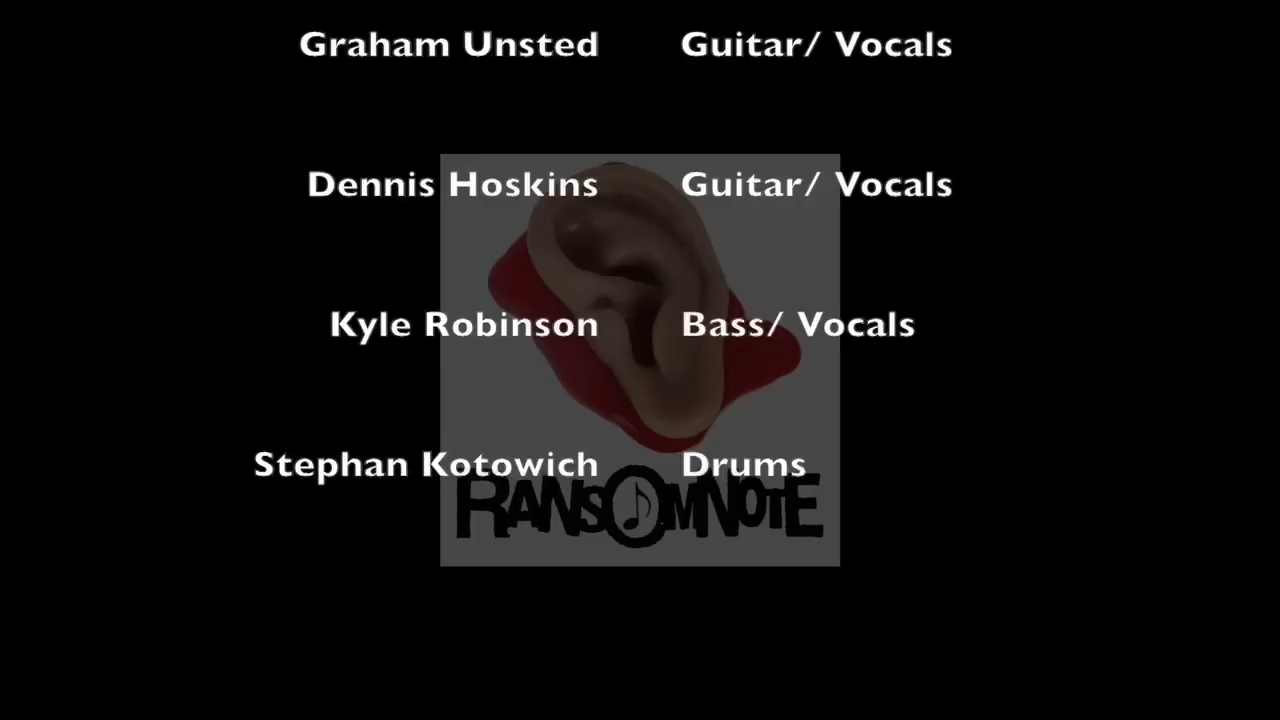 Graham Unsted Guitar/ Vocals
Dennis Hoskins Guitar/ Vocals
Kyle Robinson Bass/ Vocals
Stephan Kotowich Drums
RANSOMNOTE